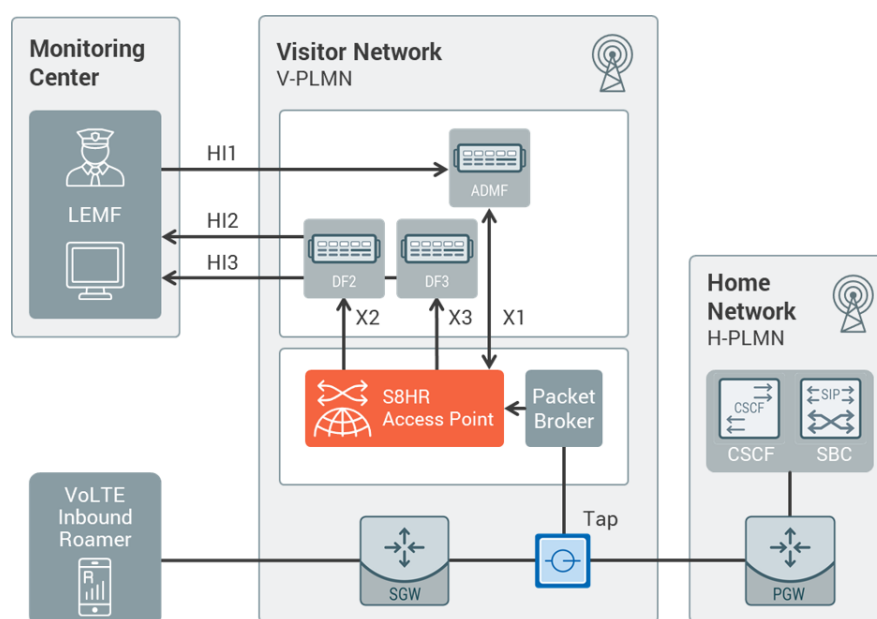 Monitoring
Center
LEMF
HI1
HI2
HI3
Visitor Network
V-PLMN
ADMF
DF2
DF3
X2
X3
X1
S8HR
Access Point
Packet
Broker
Tap
SGW
VoLTE
Inbound
Roamer
R
Home
Network
H-PLMN
CSCF
SIP
CSCF
SBC
PGW